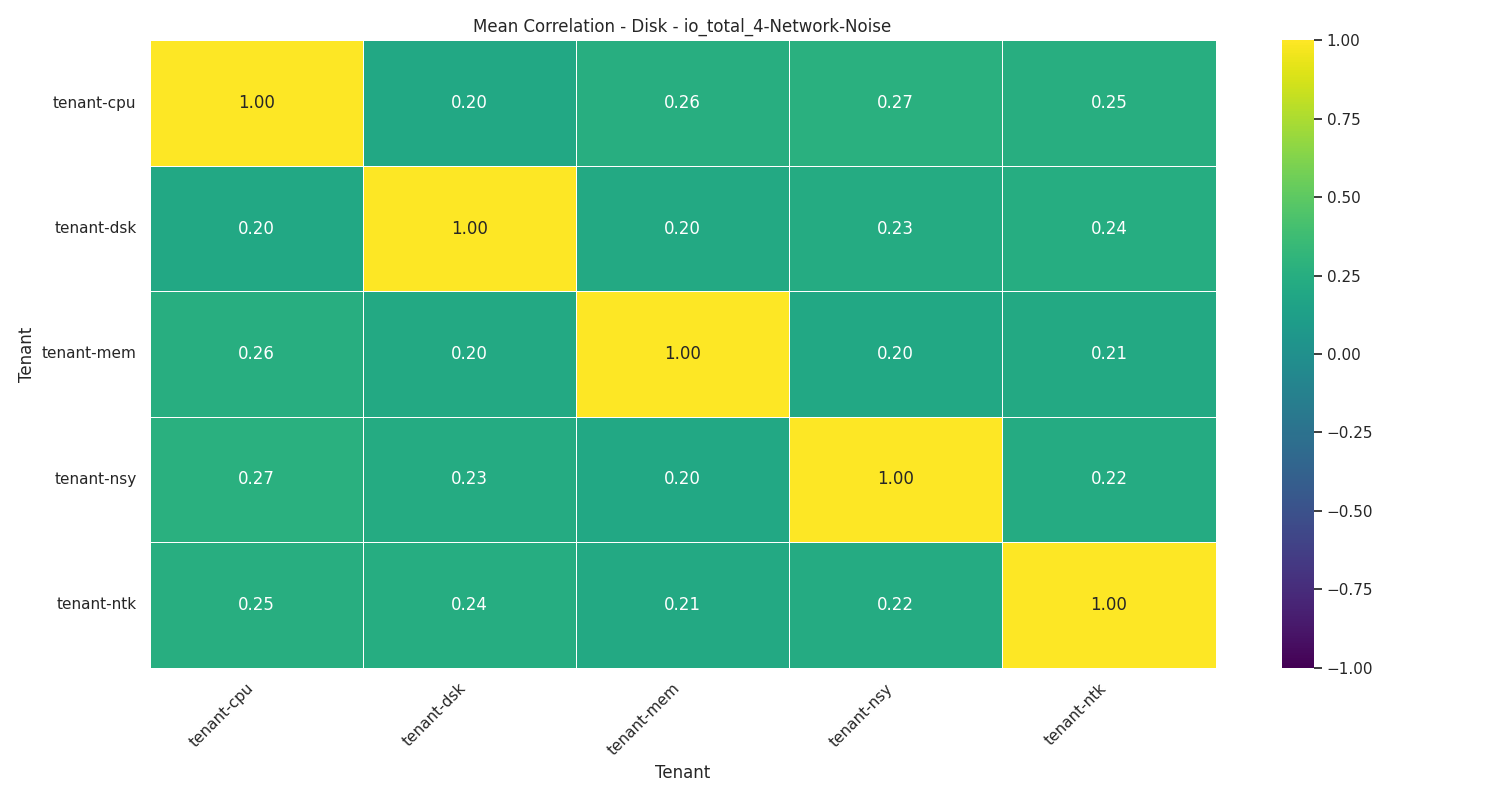 Mean Correlation - Disk - io_total_4-Network-Noise
tenant-cpu 1.00 0.20 0.26 0.27 0.25
tenant-dsk 0.20 1.00 0.20 0.23 0.24
tenant-mem 0.26 0.20 1.00 0.20 0.21
tenant-nsy 0.27 0.23 0.20 1.00 0.22
tenant-ntk 0.25 0.24 0.21 0.22 1.00
Tenant
tenant-cpu tenant-dsk tenant-mem tenant-nsy tenant-ntk
Tenant
1.00
0.75
0.50
0.25
0.00
−0.25
−0.50
−0.75
−1.00